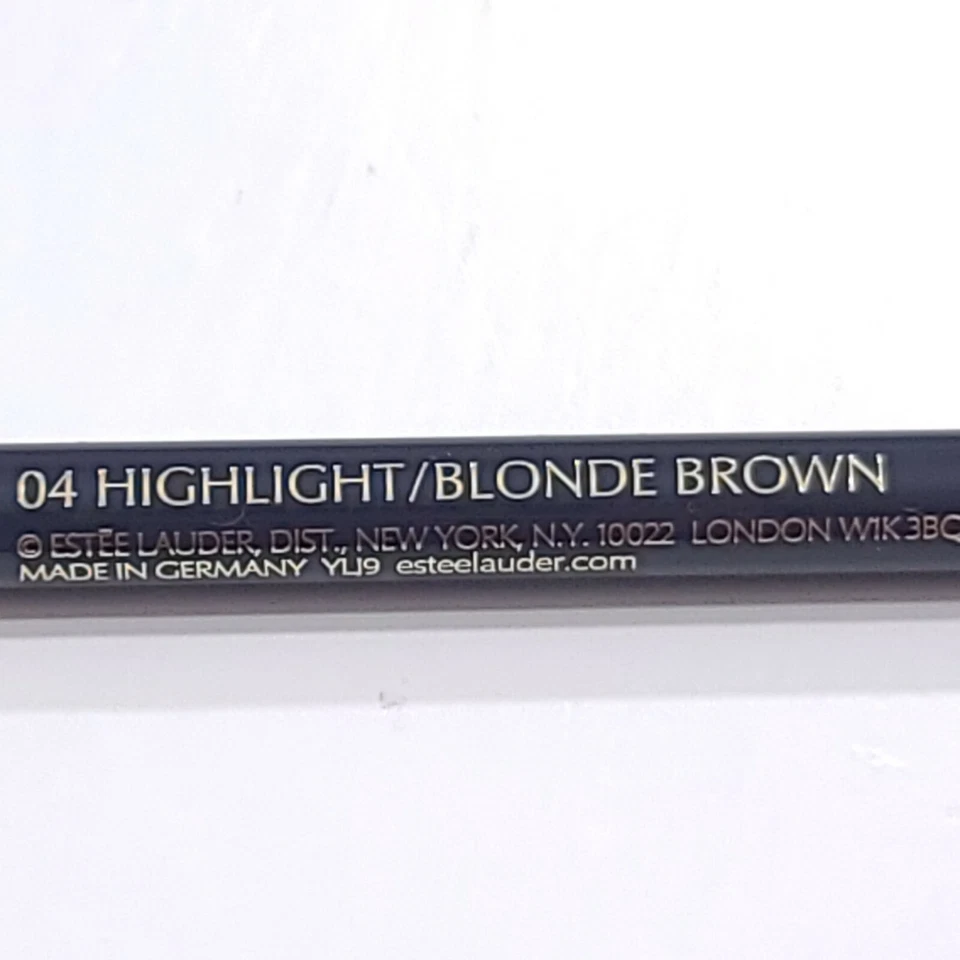 04 HIGHLIGHT/BLONDE BROWN
© ESTĒE LAUDER, DIST., NEW YORK, N.Y. 10022 LONDON W1K 3BQ
MADE IN GERMANY YLJ9 esteelauder.com